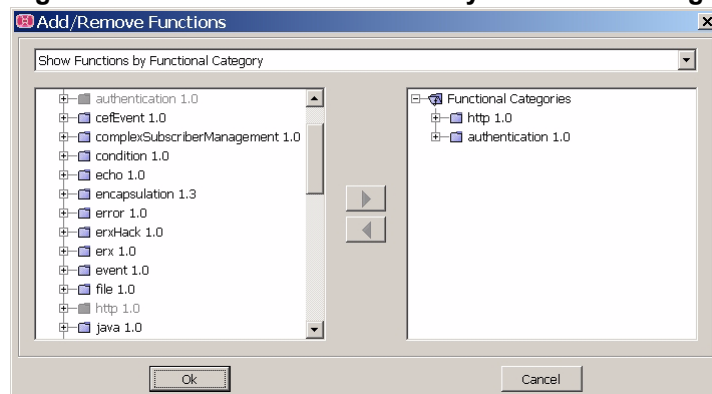 Add/Remove Functions
Show Functions by Functional Category
authentication 1.0
cefEvent 1.0
complexSubscriberManagement 1.0
condition 1.0
echo 1.0
encapsulation 1.3
error 1.0
erxHack 1.0
erx 1.0
event 1.0
file 1.0
http 1.0
java 1.0
Functional Categories
http 1.0
authentication 1.0
Ok
Cancel